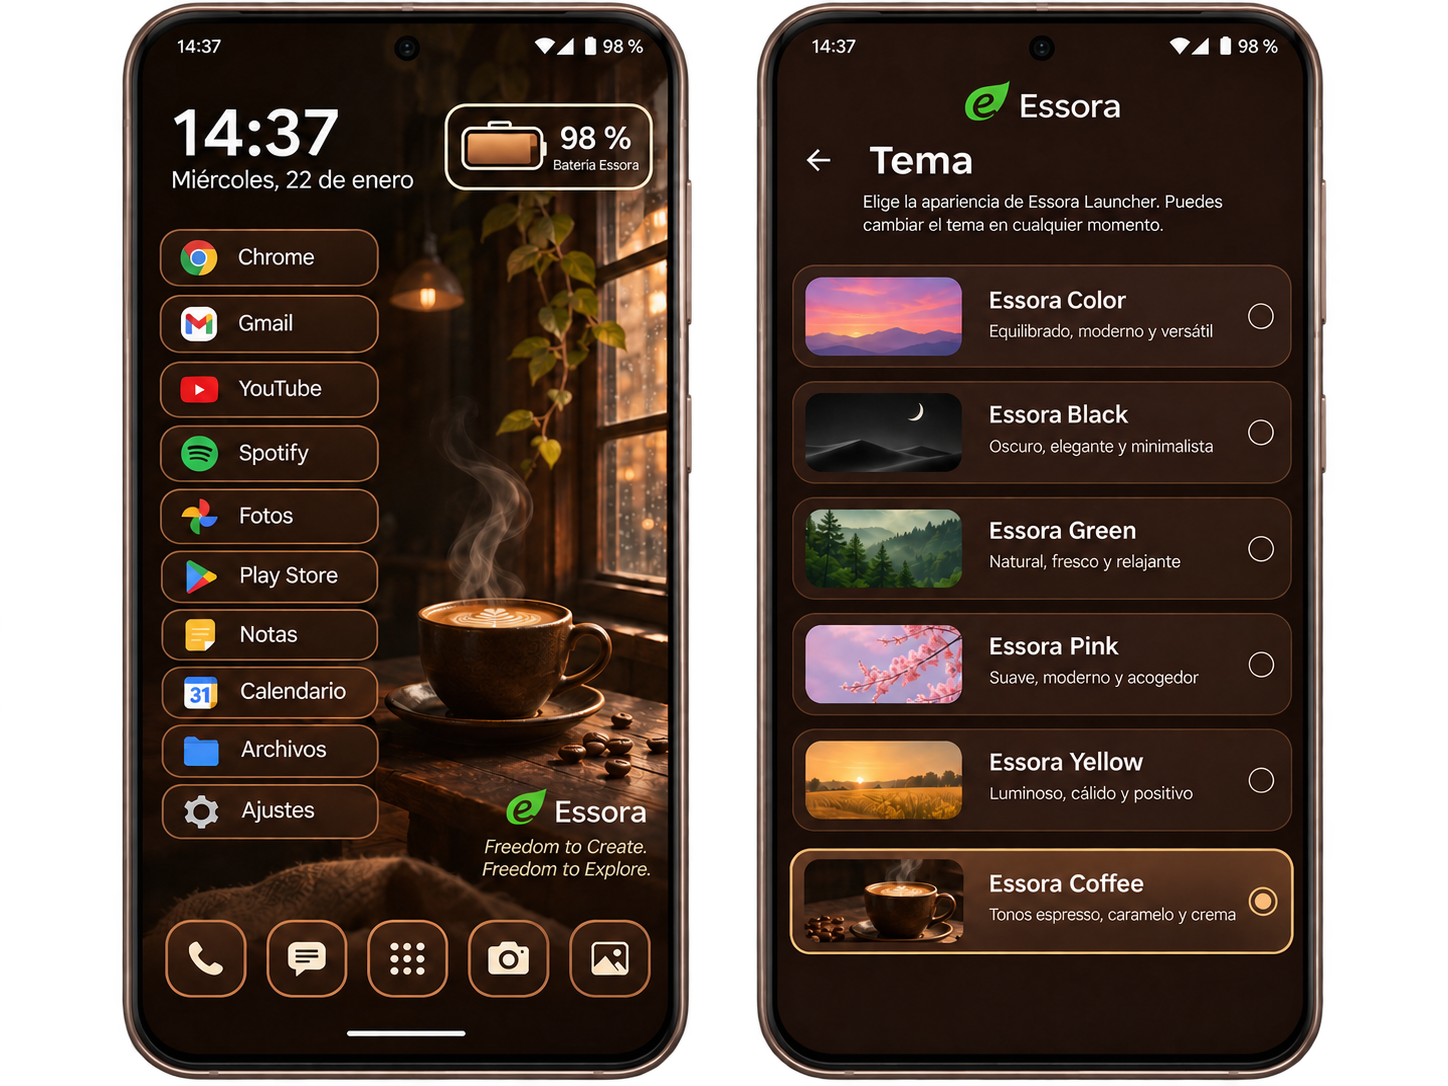 14:37
98 %
14:37
Miércoles, 22 de enero
98 %
Batería Essora
Chrome
Gmail
YouTube
Spotify
Fotos
Play Store
Notas
31
Calendario
Archivos
Ajustes
e Essora
Freedom to Create.
Freedom to Explore.
14:37
98 %
e Essora
Tema
Elige la apariencia de Essora Launcher. Puedes
cambiar el tema en cualquier momento.
Essora Color
Equilibrado, moderno y versátil
Essora Black
Oscuro, elegante y minimalista
Essora Green
Natural, fresco y relajante
Essora Pink
Suave, moderno y acogedor
Essora Yellow
Luminoso, cálido y positivo
Essora Coffee
Tonos espresso, caramelo y crema